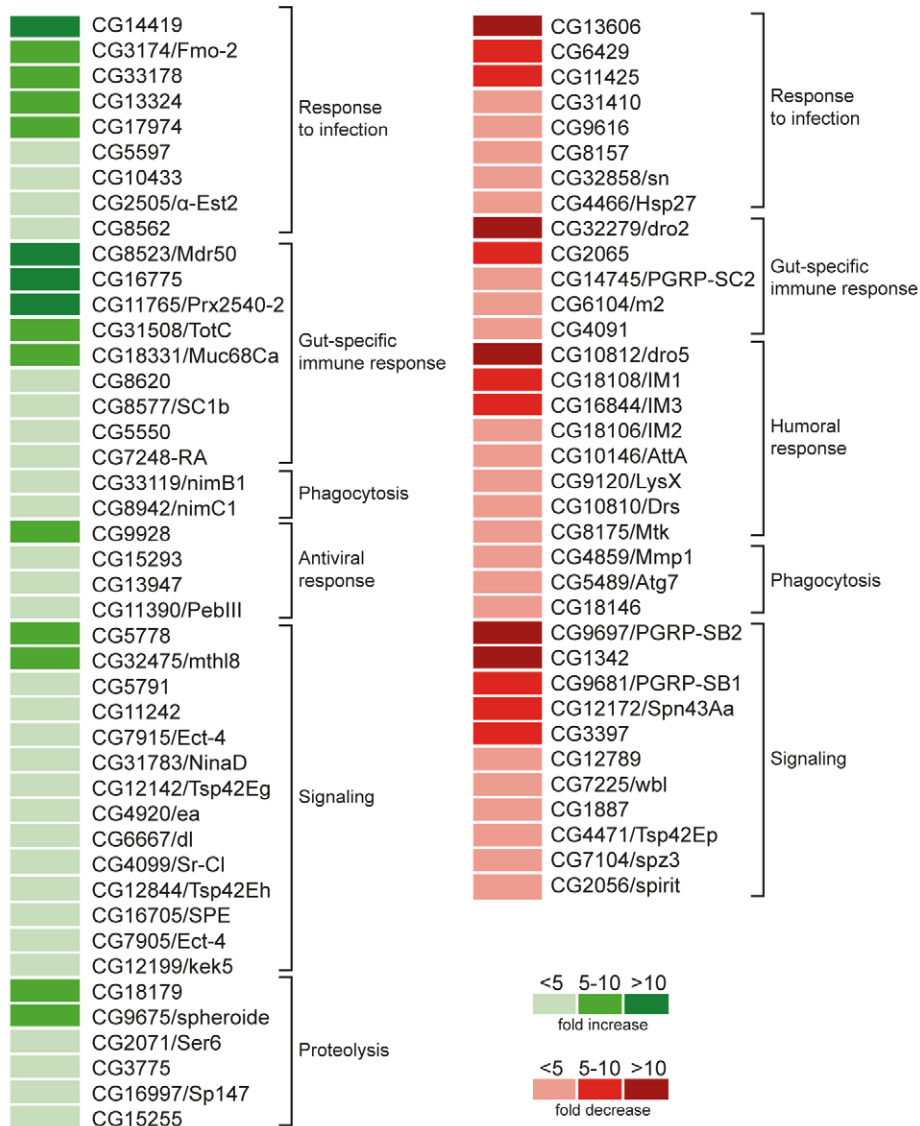 CG14419
CG3174/Fmo-2
CG33178
CG13324
CG17974
CG5597
CG10433
CG2505/α-Est2
CG8562
Response
to infection
CG8523/Mdr50
CG16775
CG11765/Prx2540-2
CG31508/TotC
CG18331/Muc68Ca
CG8620
CG8577/SC1b
CG5550
CG7248-RA
Gut-specific
immune response
CG33119/nimB1
CG8942/nimC1
Phagocytosis
CG9928
CG15293
CG13947
CG11390/PebIII
Antiviral
response
CG5778
CG32475/mthl8
CG5791
CG11242
CG7915/Ect-4
CG31783/NinaD
CG12142/Tsp42Eg
CG4920/ea
CG6667/dl
CG4099/Sr-Cl
CG12844/Tsp42Eh
CG16705/SPE
CG7905/Ect-4
CG12199/kek5
Signaling
CG18179
CG9675/spheroide
CG2071/Ser6
CG3775
CG16997/Sp147
CG15255
Proteolysis
CG13606
CG6429
CG11425
CG31410
CG9616
CG8157
CG32858/sn
CG4466/Hsp27
Response
to infection
CG32279/dro2
CG2065
CG14745/PGRP-SC2
CG6104/m2
CG4091
Gut-specific
immune response
CG10812/dro5
CG18108/IM1
CG16844/IM3
CG18106/IM2
CG10146/AttA
CG9120/LysX
CG10810/Drs
CG8175/Mtk
Humoral
response
CG4859/Mmp1
CG5489/Atg7
CG18146
Phagocytosis
CG9697/PGRP-SB2
CG1342
CG9681/PGRP-SB1
CG12172/Spn43Aa
CG3397
CG12789
CG7225/wbl
CG1887
CG4471/Tsp42Ep
CG7104/spz3
CG2056/spirit
Signaling
<5 5-10 >10
fold increase
<5 5-10 >10
fold decrease